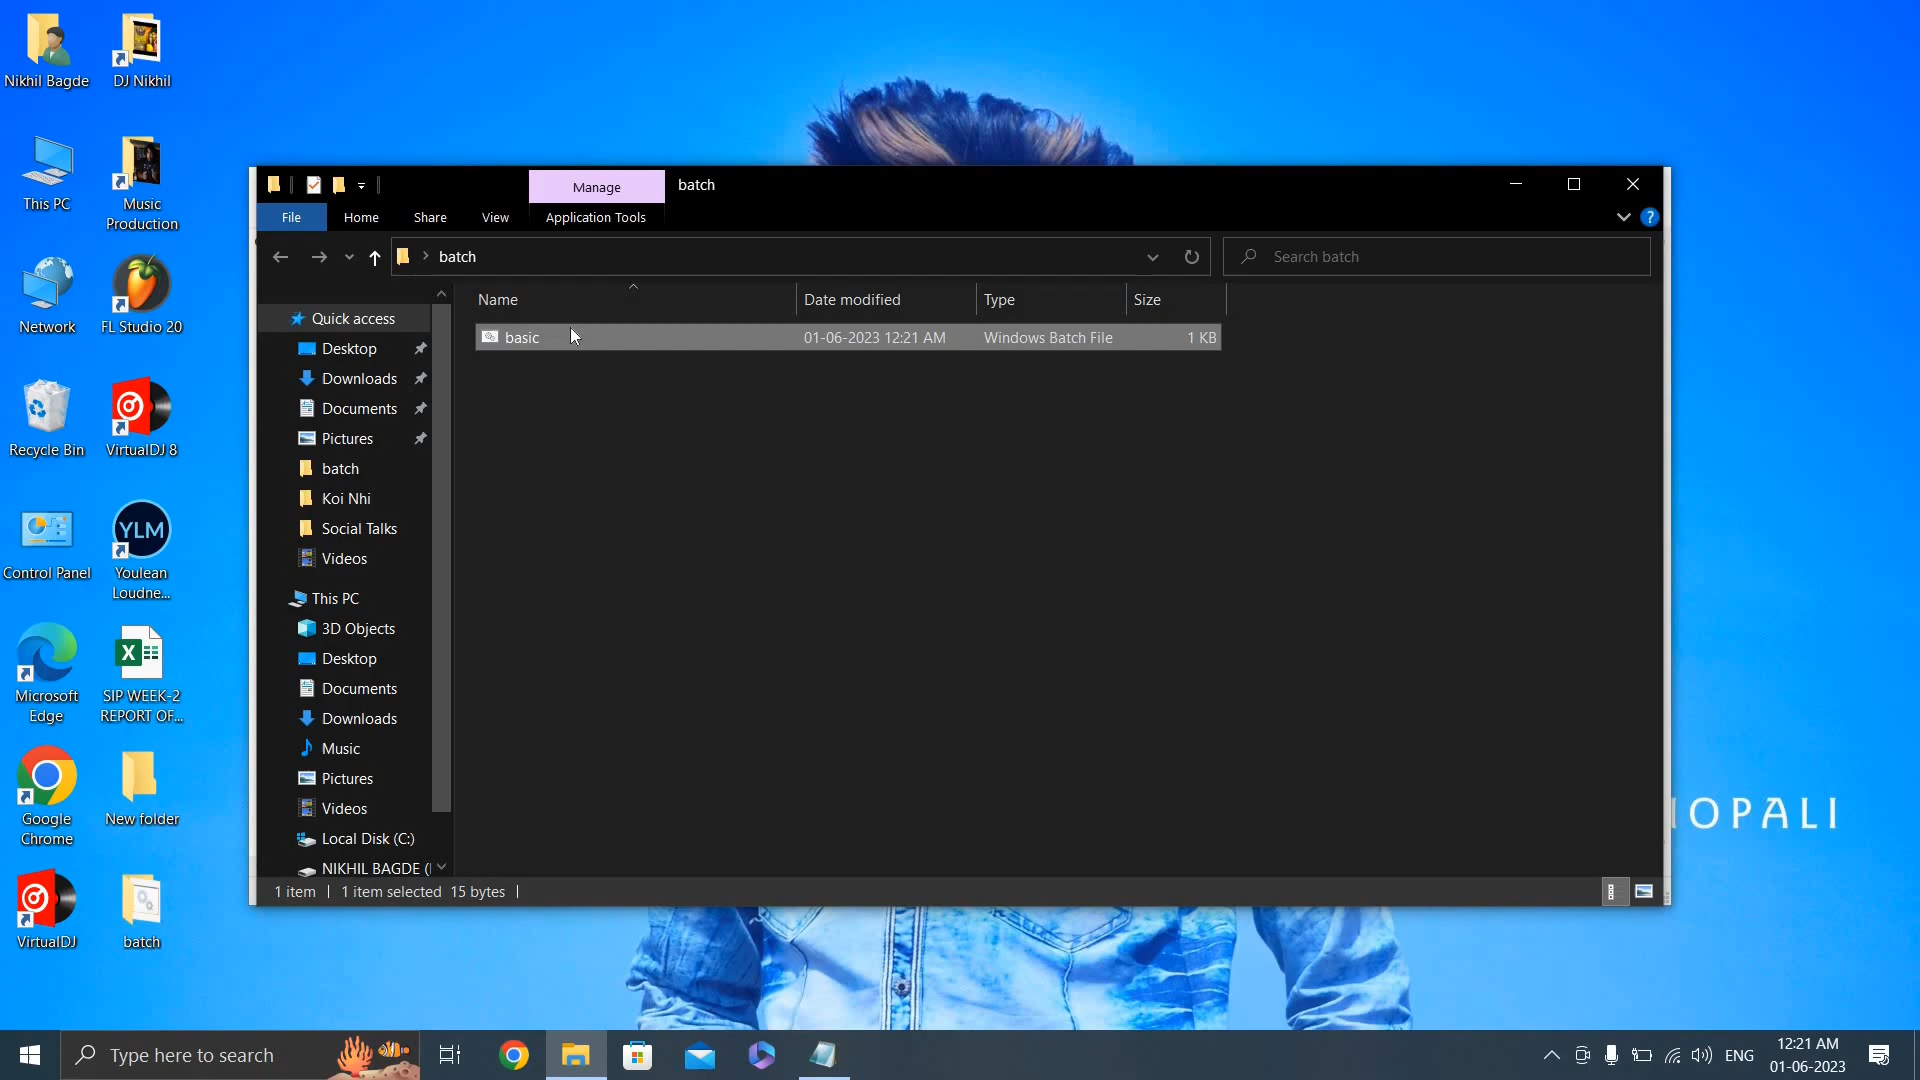 Nikhil Bagde
DJ Nikhil
This PC
Music
Production
Network
FL Studio 20
Recycle Bin
VirtualDJ 8
Control Panel
YLM
Youlean
Loudne...
Microsoft
Edge
SIP WEEK-2
REPORT OF...
Google
Chrome
New folder
VirtualDJ
batch
Manage
batch
File
Home
Share
View
Application Tools
batch
Search batch
Name
Date modified
Type
Size
basic
01-06-2023 12:21 AM
Windows Batch File
1 KB
Quick access
Desktop
Downloads
Documents
Pictures
batch
Koi Nhi
Social Talks
Videos
This PC
3D Objects
Desktop
Documents
Downloads
Music
Pictures
Videos
Local Disk (C:)
NIKHIL BAGDE (
1 item
1 item selected 15 bytes
OPALI
Type here to search
ENG
12:21 AM
01-06-2023